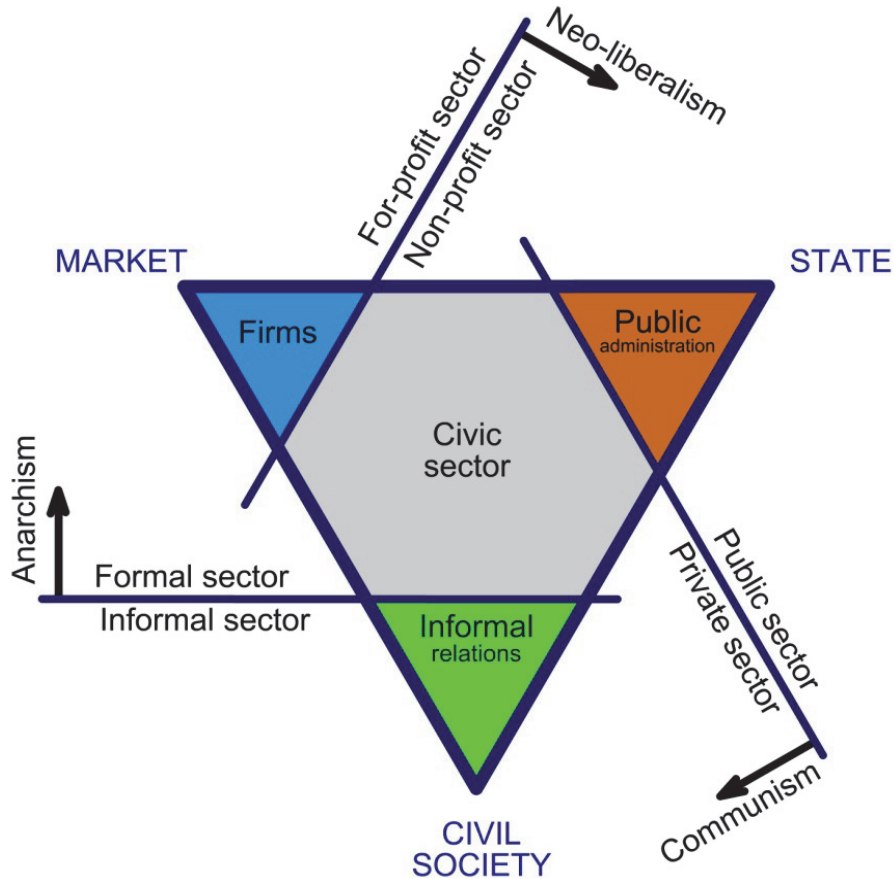 Neo-liberalism
For-profit sector
Non-profit sector
MARKET
STATE
Firms
Public
administration
Civic
sector
Anarchism
Formal sector
Informal sector
Informal
relations
Public sector
Private sector
Communism
CIVIL
SOCIETY